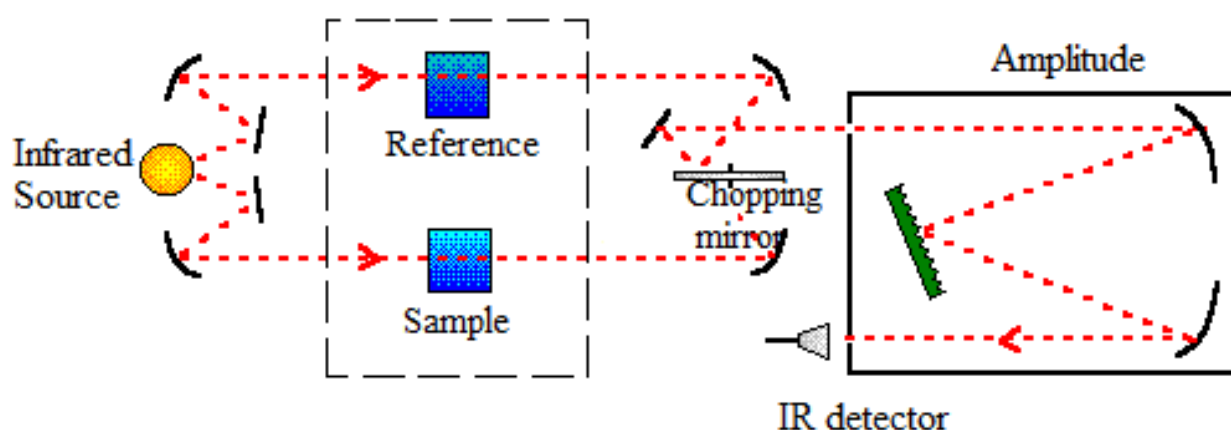 Amplitude
Infrared
Source
Reference
Chopping
mirror
Sample
IR detector